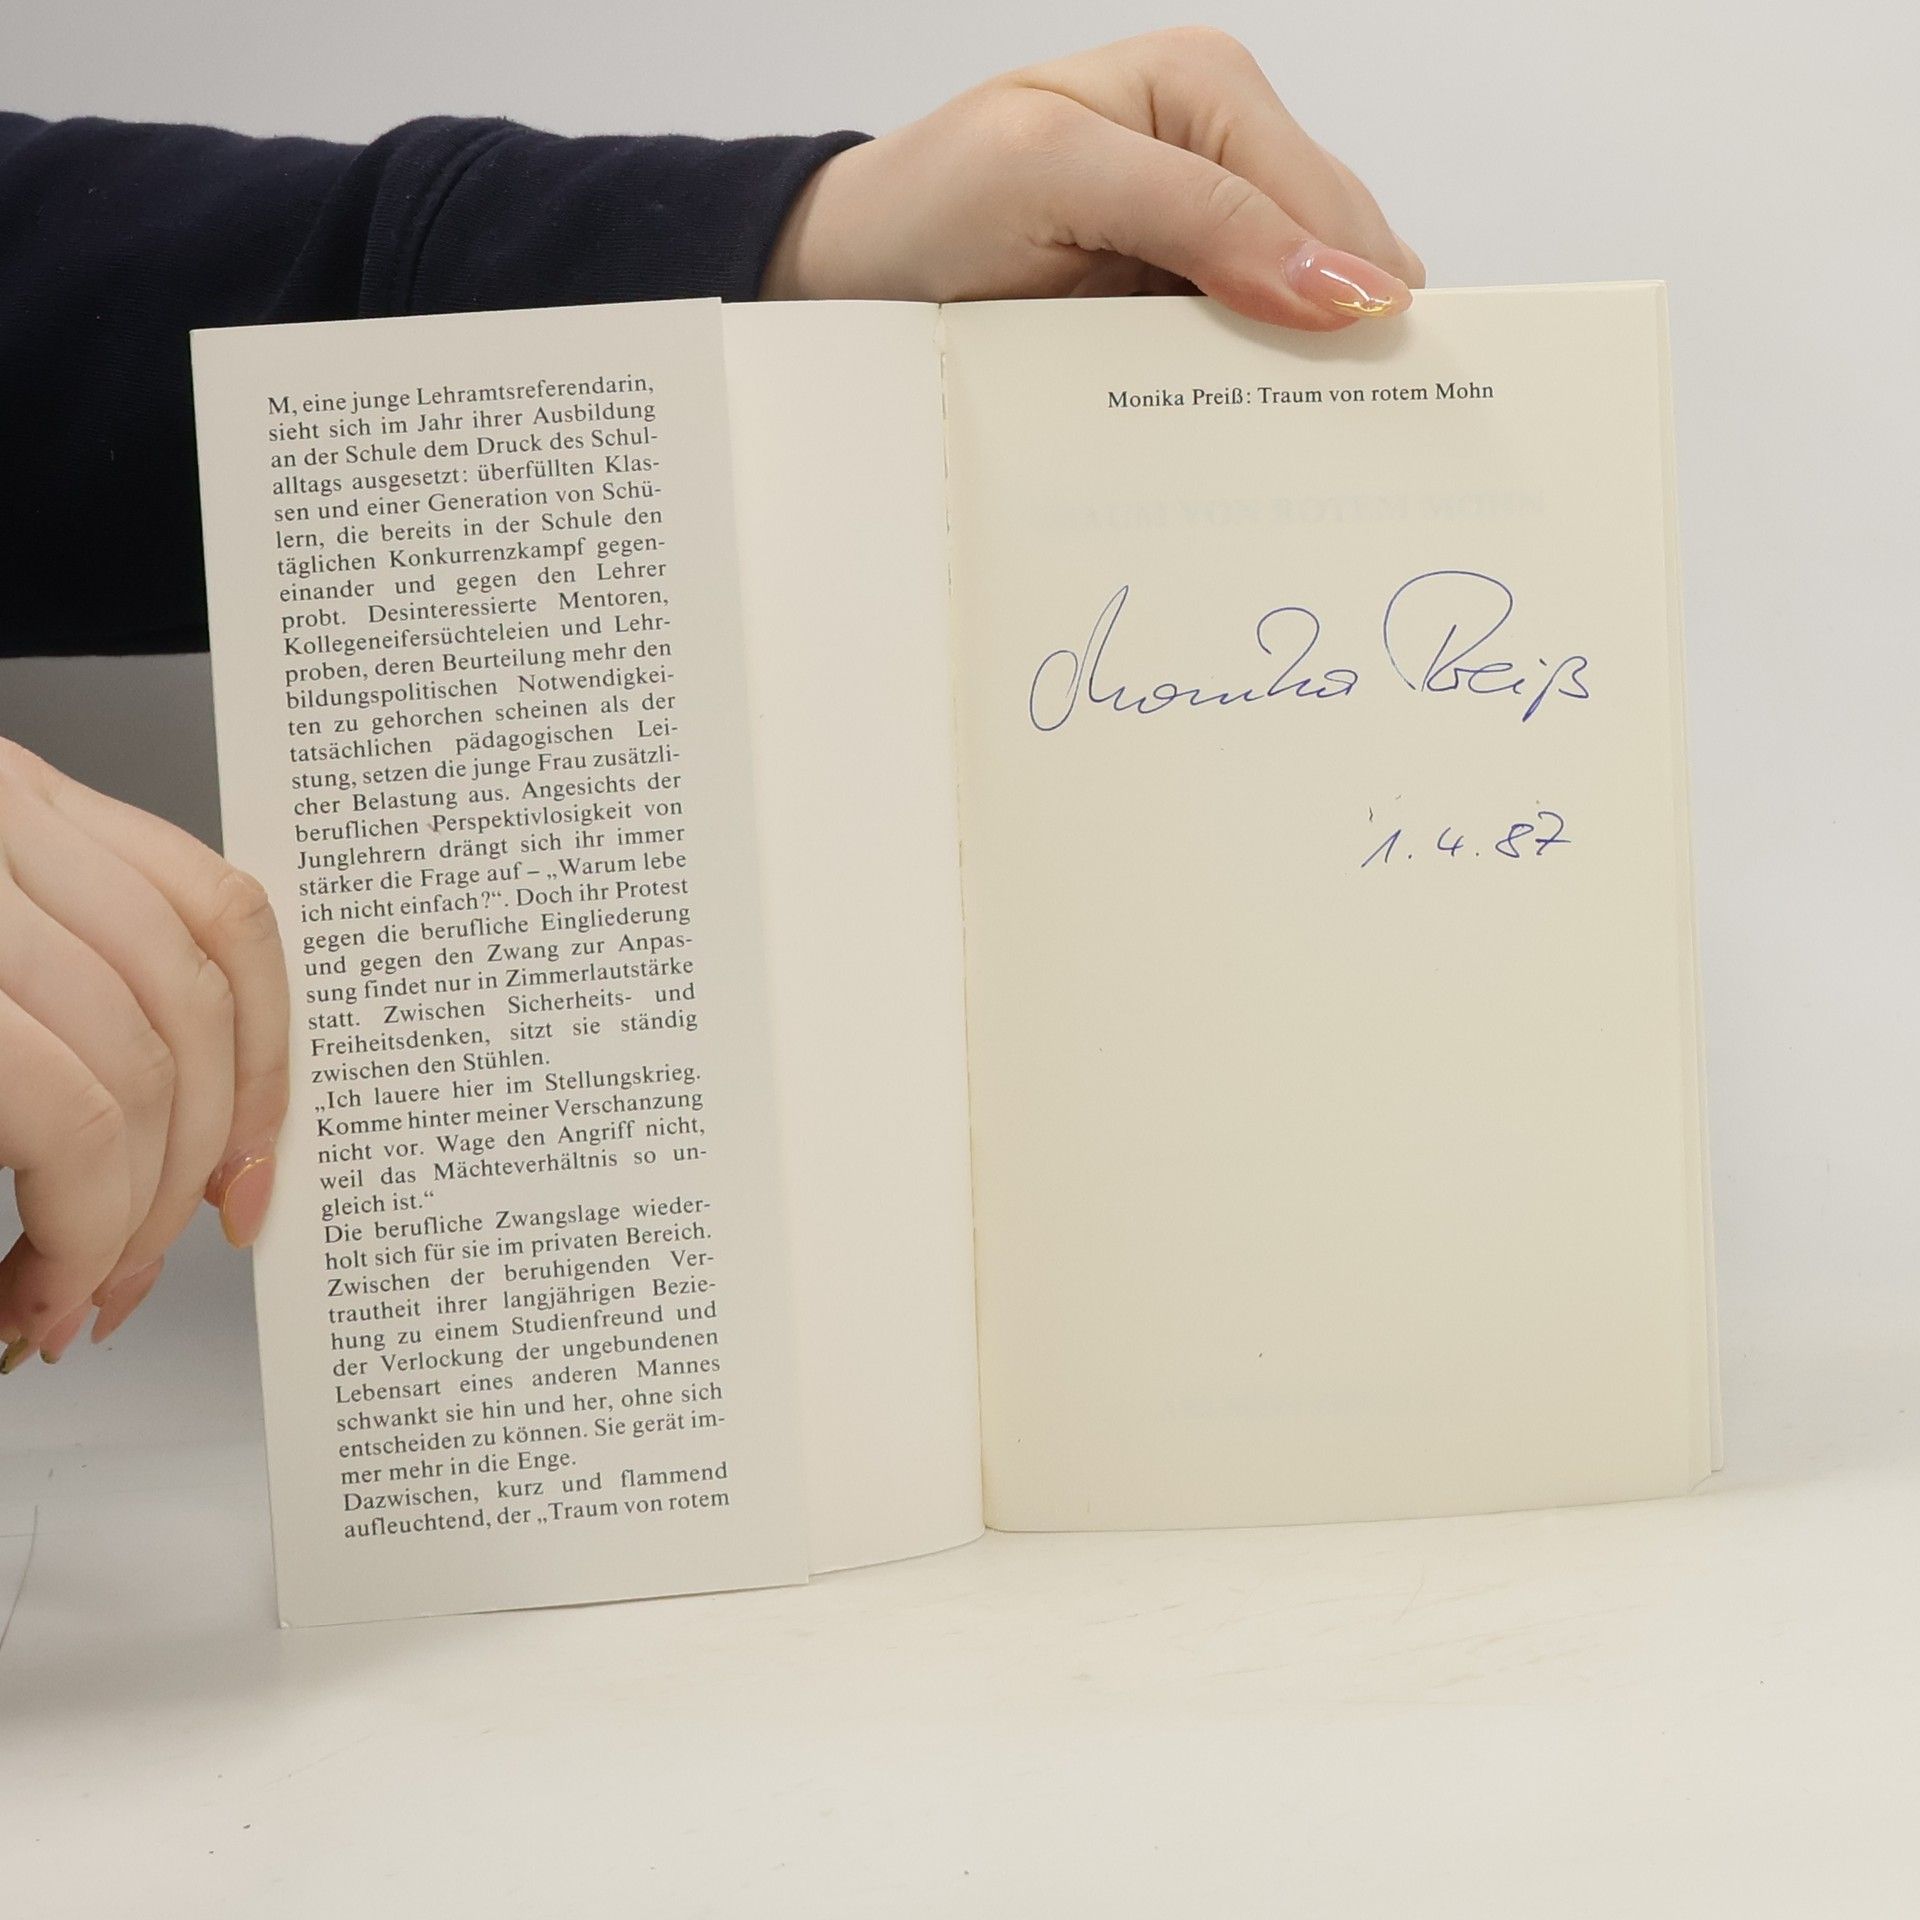 M, eine junge Lehramtsreferendarin,
sieht sich im Jahr ihrer Ausbildung
an der Schule dem Druck des Schul-
alltags ausgesetzt: überfüllten Klas-
sen und einer Generation von Schü-
lern, die bereits in der Schule den
täglichen Konkurrenzkampf gegen-
einander und gegen den Lehrer
probt. Desinteressierte Mentoren,
Kollegeneifersüchteleien und Lehr-
proben, deren Beurteilung mehr den
bildungspolitischen Notwendigkei-
ten zu gehorchen scheinen als der
tatsächlichen pädagogischen Lei-
stung, setzen die junge Frau zusätzli-
cher Belastung aus. Angesichts der
beruflichen Perspektivlosigkeit von
Junglehrern drängt sich ihr immer
stärker die Frage auf – „Warum lebe
ich nicht einfach?“. Doch ihr Protest
gegen die berufliche Eingliederung
und gegen den Zwang zur Anpas-
sung findet nur in Zimmerlautstärke
statt. Zwischen Sicherheits- und
Freiheitsdenken, sitzt sie ständig
zwischen den Stühlen.
„Ich lauere hier im Stellungskrieg.
Komme hinter meiner Verschanzung
nicht vor. Wage den Angriff nicht,
weil das Mächteverhältnis so un-
gleich ist.“
Die berufliche Zwangslage wieder-
holt sich für sie im privaten Bereich.
Zwischen der beruhigenden Ver-
trautheit ihrer langjährigen Bezie-
hung zu einem Studienfreund und
der Verlockung der ungebundenen
Lebensart eines anderen Mannes
schwankt sie hin und her, ohne sich
entscheiden zu können. Sie gerät im-
mer mehr in die Enge.
Dazwischen, kurz und flammend
aufleuchtend, der „Traum von rotem
Monika Preiß: Traum von rotem Mohn
Monika Preiß
1. 4. 87